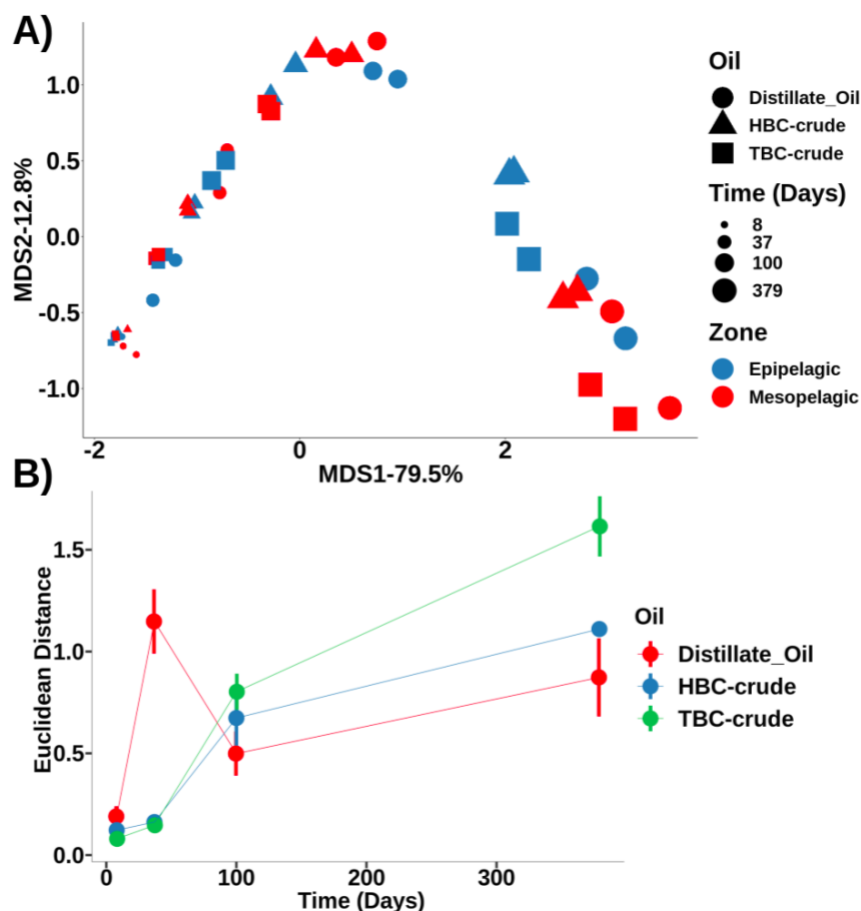 A)
MDS2-12.8%
1.0
0.5
0.0
-0.5
-1.0
-2
0
2
MDS1-79.5%
Oil
Distillate_Oil
HBC-crude
TBC-crude
Time (Days)
8
37
100
379
Zone
Epipelagic
Mesopelagic
B)
Euclidean Distance
1.5
1.0
0.5
0.0
0
100
200
300
Time (Days)
Oil
Distillate_Oil
HBC-crude
TBC-crude